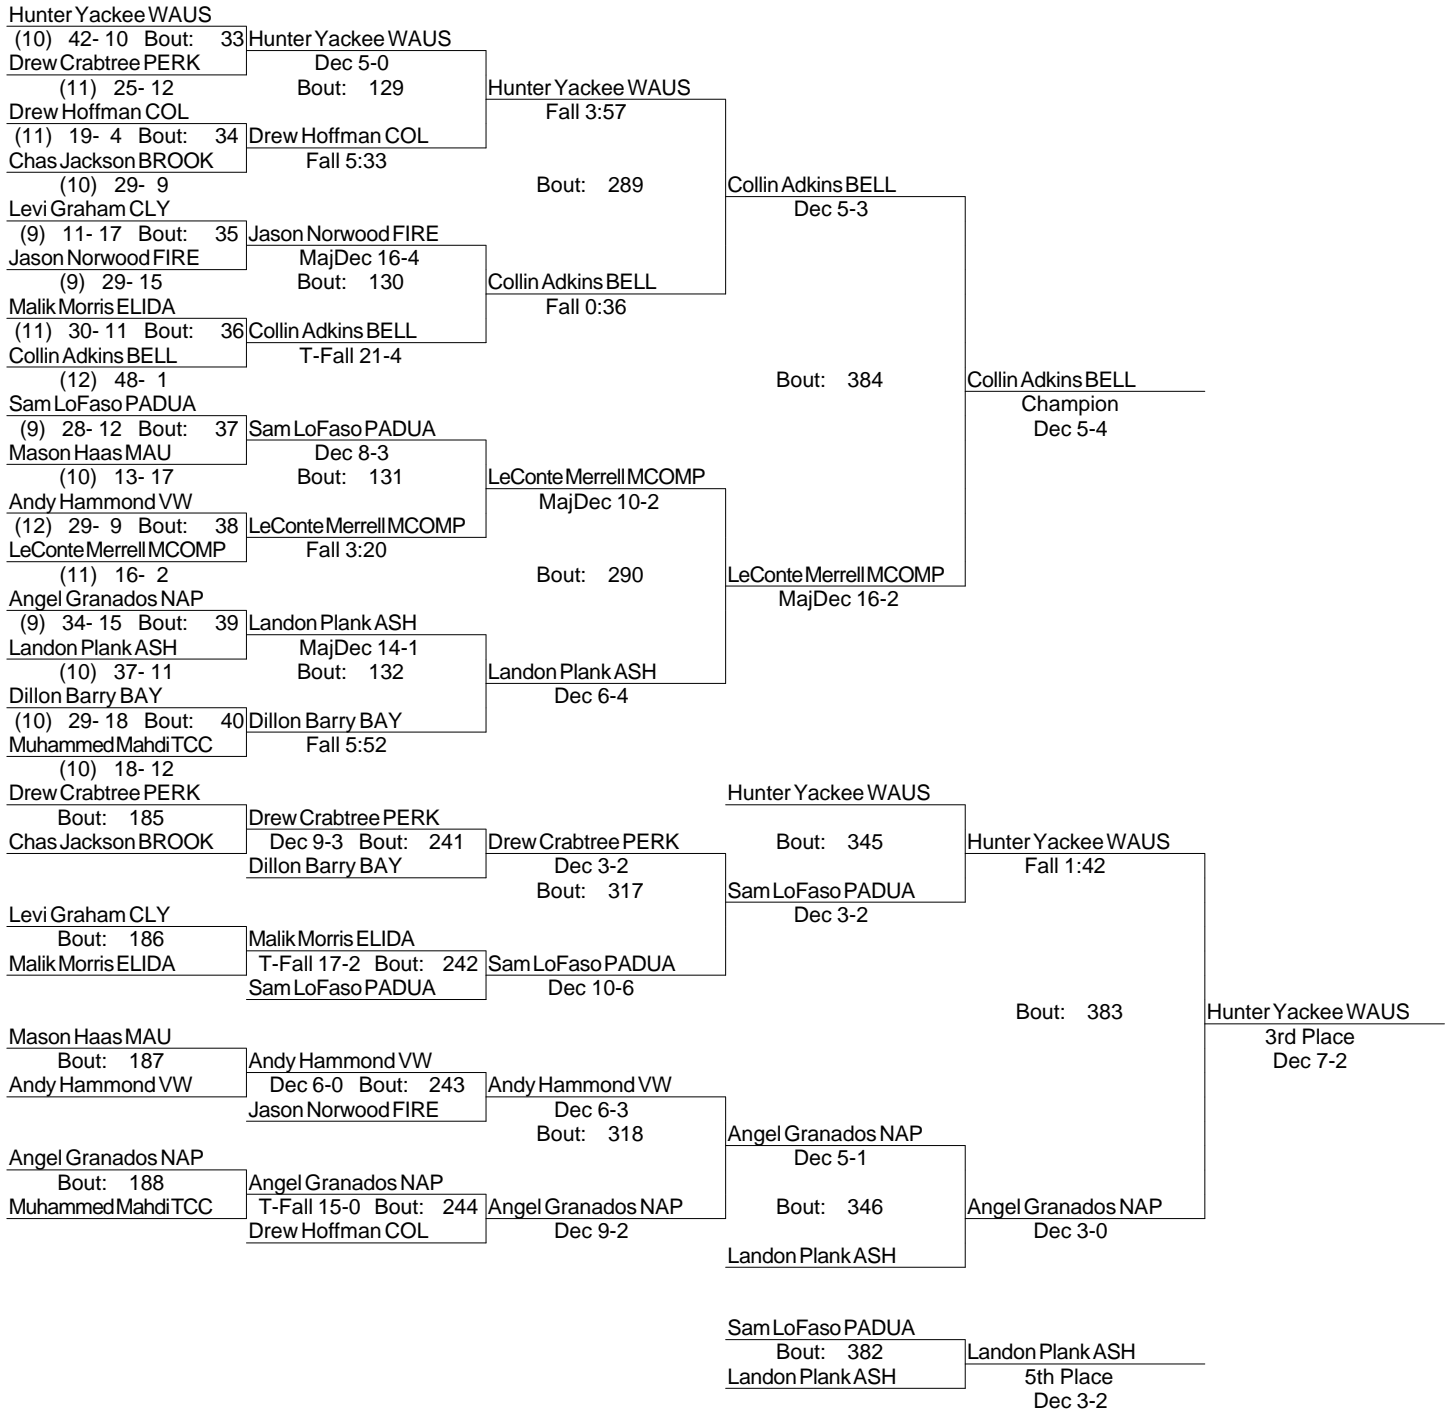 Hunter Yackee WAUS
(10) 42- 10 Bout: 33 Hunter Yackee WAUS
Drew Crabtree PERK Dec 5-0
(11) 25- 12 Bout: 129 Hunter Yackee WAUS
Drew Hoffman COL Fall 3:57
(11) 19- 4 Bout: 34 Drew Hoffman COL
Chas Jackson BROOK Fall 5:33
(10) 29- 9 Bout: 289 Collin Adkins BELL
Levi Graham CLY Dec 5-3
(9) 11- 17 Bout: 35 Jason Norwood FIRE
Jason Norwood FIRE MajDec 16-4
(9) 29- 15 Bout: 130 Collin Adkins BELL
Malik Morris ELIDA Fall 0:36
(11) 30- 11 Bout: 36 Collin Adkins BELL
Collin Adkins BELL T-Fall 21-4
(12) 48- 1 Bout: 384 Collin Adkins BELL
Sam LoFaso PADUA Champion
(9) 28- 12 Bout: 37 Sam LoFaso PADUA Dec 5-4
Mason Haas MAU Dec 8-3
(10) 13- 17 Bout: 131 LeConte Merrell MCOMP
Andy Hammond VW MajDec 10-2
(12) 29- 9 Bout: 38 LeConte Merrell MCOMP
LeConte Merrell MCOMP Fall 3:20
(11) 16- 2 Bout: 290 LeConte Merrell MCOMP
Angel Granados NAP MajDec 16-2
(9) 34- 15 Bout: 39 Landon Plank ASH
Landon Plank ASH MajDec 14-1
(10) 37- 11 Bout: 132 Landon Plank ASH
Dillon Barry BAY Dec 6-4
(10) 29- 18 Bout: 40 Dillon Barry BAY
Muhammed Mahdi TCC Fall 5:52
(10) 18- 12
Drew Crabtree PERK Hunter Yackee WAUS
Bout: 185 Drew Crabtree PERK
Chas Jackson BROOK Dec 9-3 Bout: 241 Drew Crabtree PERK Bout: 345 Hunter Yackee WAUS
Dillon Barry BAY Dec 3-2 Fall 1:42
Bout: 317 Sam LoFaso PADUA
Levi Graham CLY Dec 3-2
Bout: 186 Malik Morris ELIDA
Malik Morris ELIDA T-Fall 17-2 Bout: 242 Sam LoFaso PADUA
Sam LoFaso PADUA Dec 10-6
Bout: 383 Hunter Yackee WAUS
Mason Haas MAU 3rd Place
Bout: 187 Andy Hammond VW Dec 7-2
Andy Hammond VW Dec 6-0 Bout: 243 Andy Hammond VW
Jason Norwood FIRE Dec 6-3
Bout: 318 Angel Granados NAP
Angel Granados NAP Dec 5-1
Bout: 188 Angel Granados NAP
Muhammed Mahdi TCC T-Fall 15-0 Bout: 244 Angel Granados NAP Bout: 346 Angel Granados NAP
Drew Hoffman COL Dec 9-2 Dec 3-0
Landon Plank ASH
Sam LoFaso PADUA
Bout: 382 Landon Plank ASH
Landon Plank ASH 5th Place
Dec 3-2